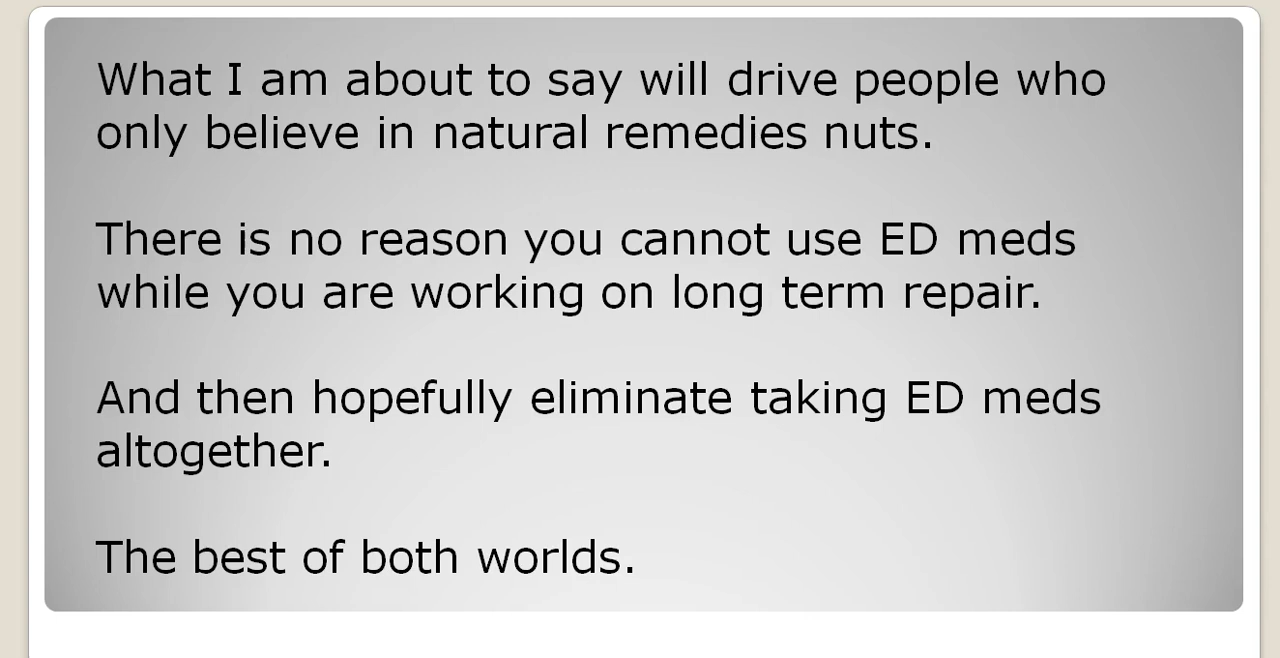 What I am about to say will drive people who
only believe in natural remedies nuts.
There is no reason you cannot use ED meds
while you are working on long term repair.
And then hopefully eliminate taking ED meds
altogether.
The best of both worlds.